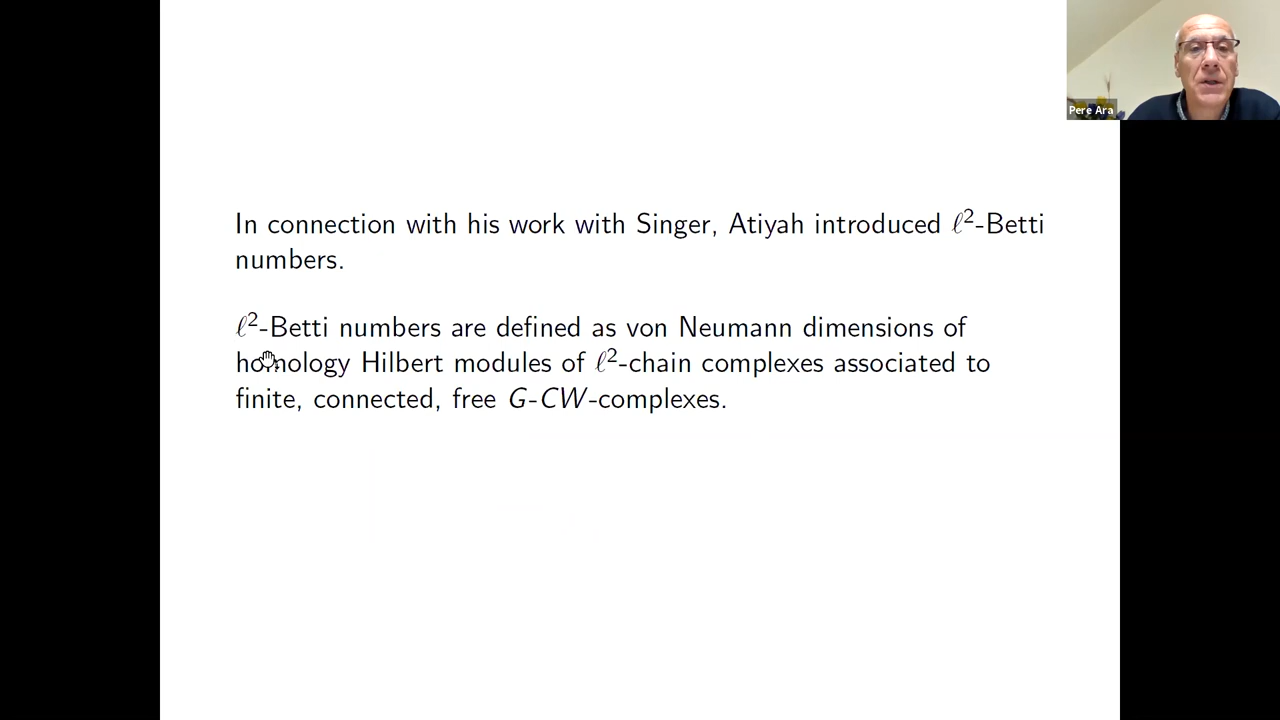 Pere Ara
In connection with his work with Singer, Atiyah introduced ℓ²-Betti
numbers.
ℓ²-Betti numbers are defined as von Neumann dimensions of
homology Hilbert modules of ℓ²-chain complexes associated to
finite, connected, free G-CW-complexes.